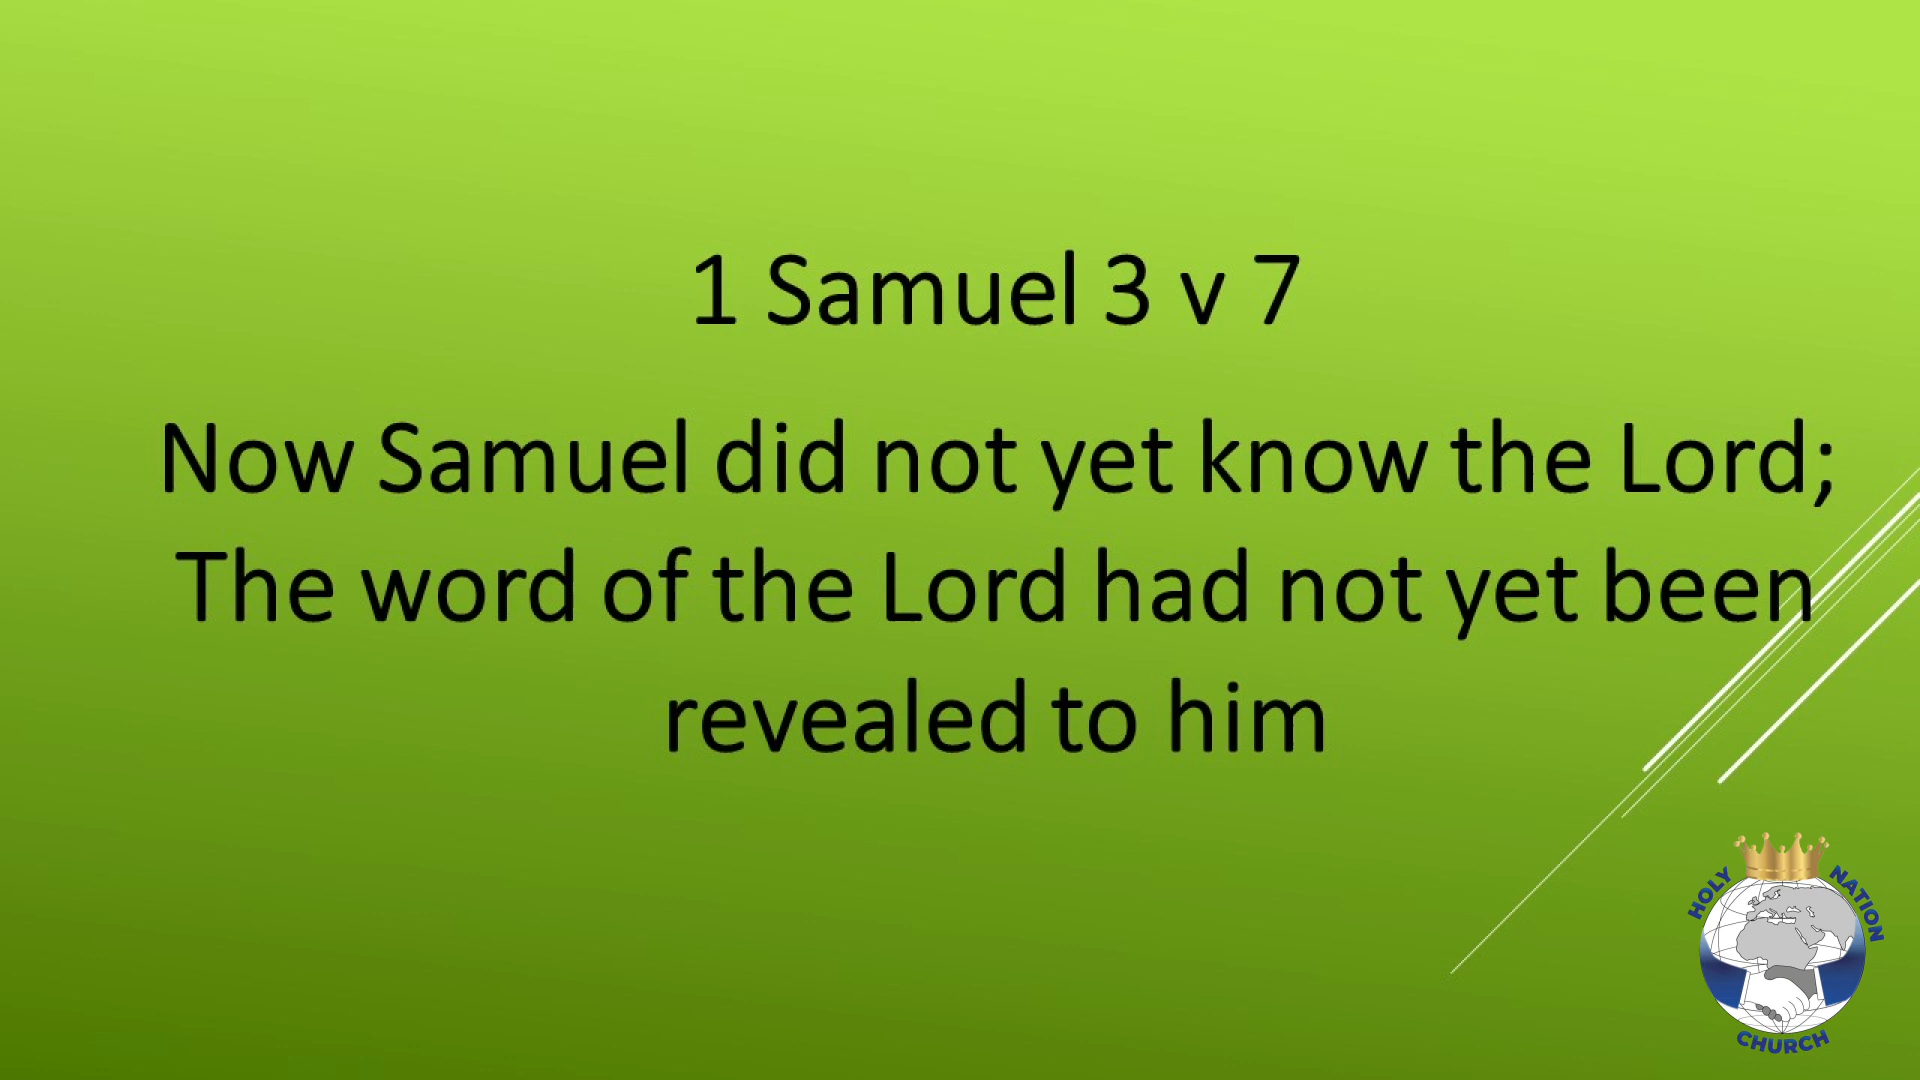 1 Samuel 3 v 7
Now Samuel did not yet know the Lord;
The word of the Lord had not yet been
revealed to him
HOLY NATION
CHURCH